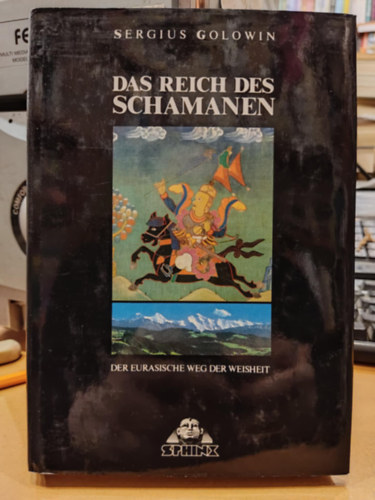 SERGIUS GOLOWIN
DAS REICH DES
SCHAMANEN
DER EURASISCHE WEG DER WEISHEIT
SPHINX